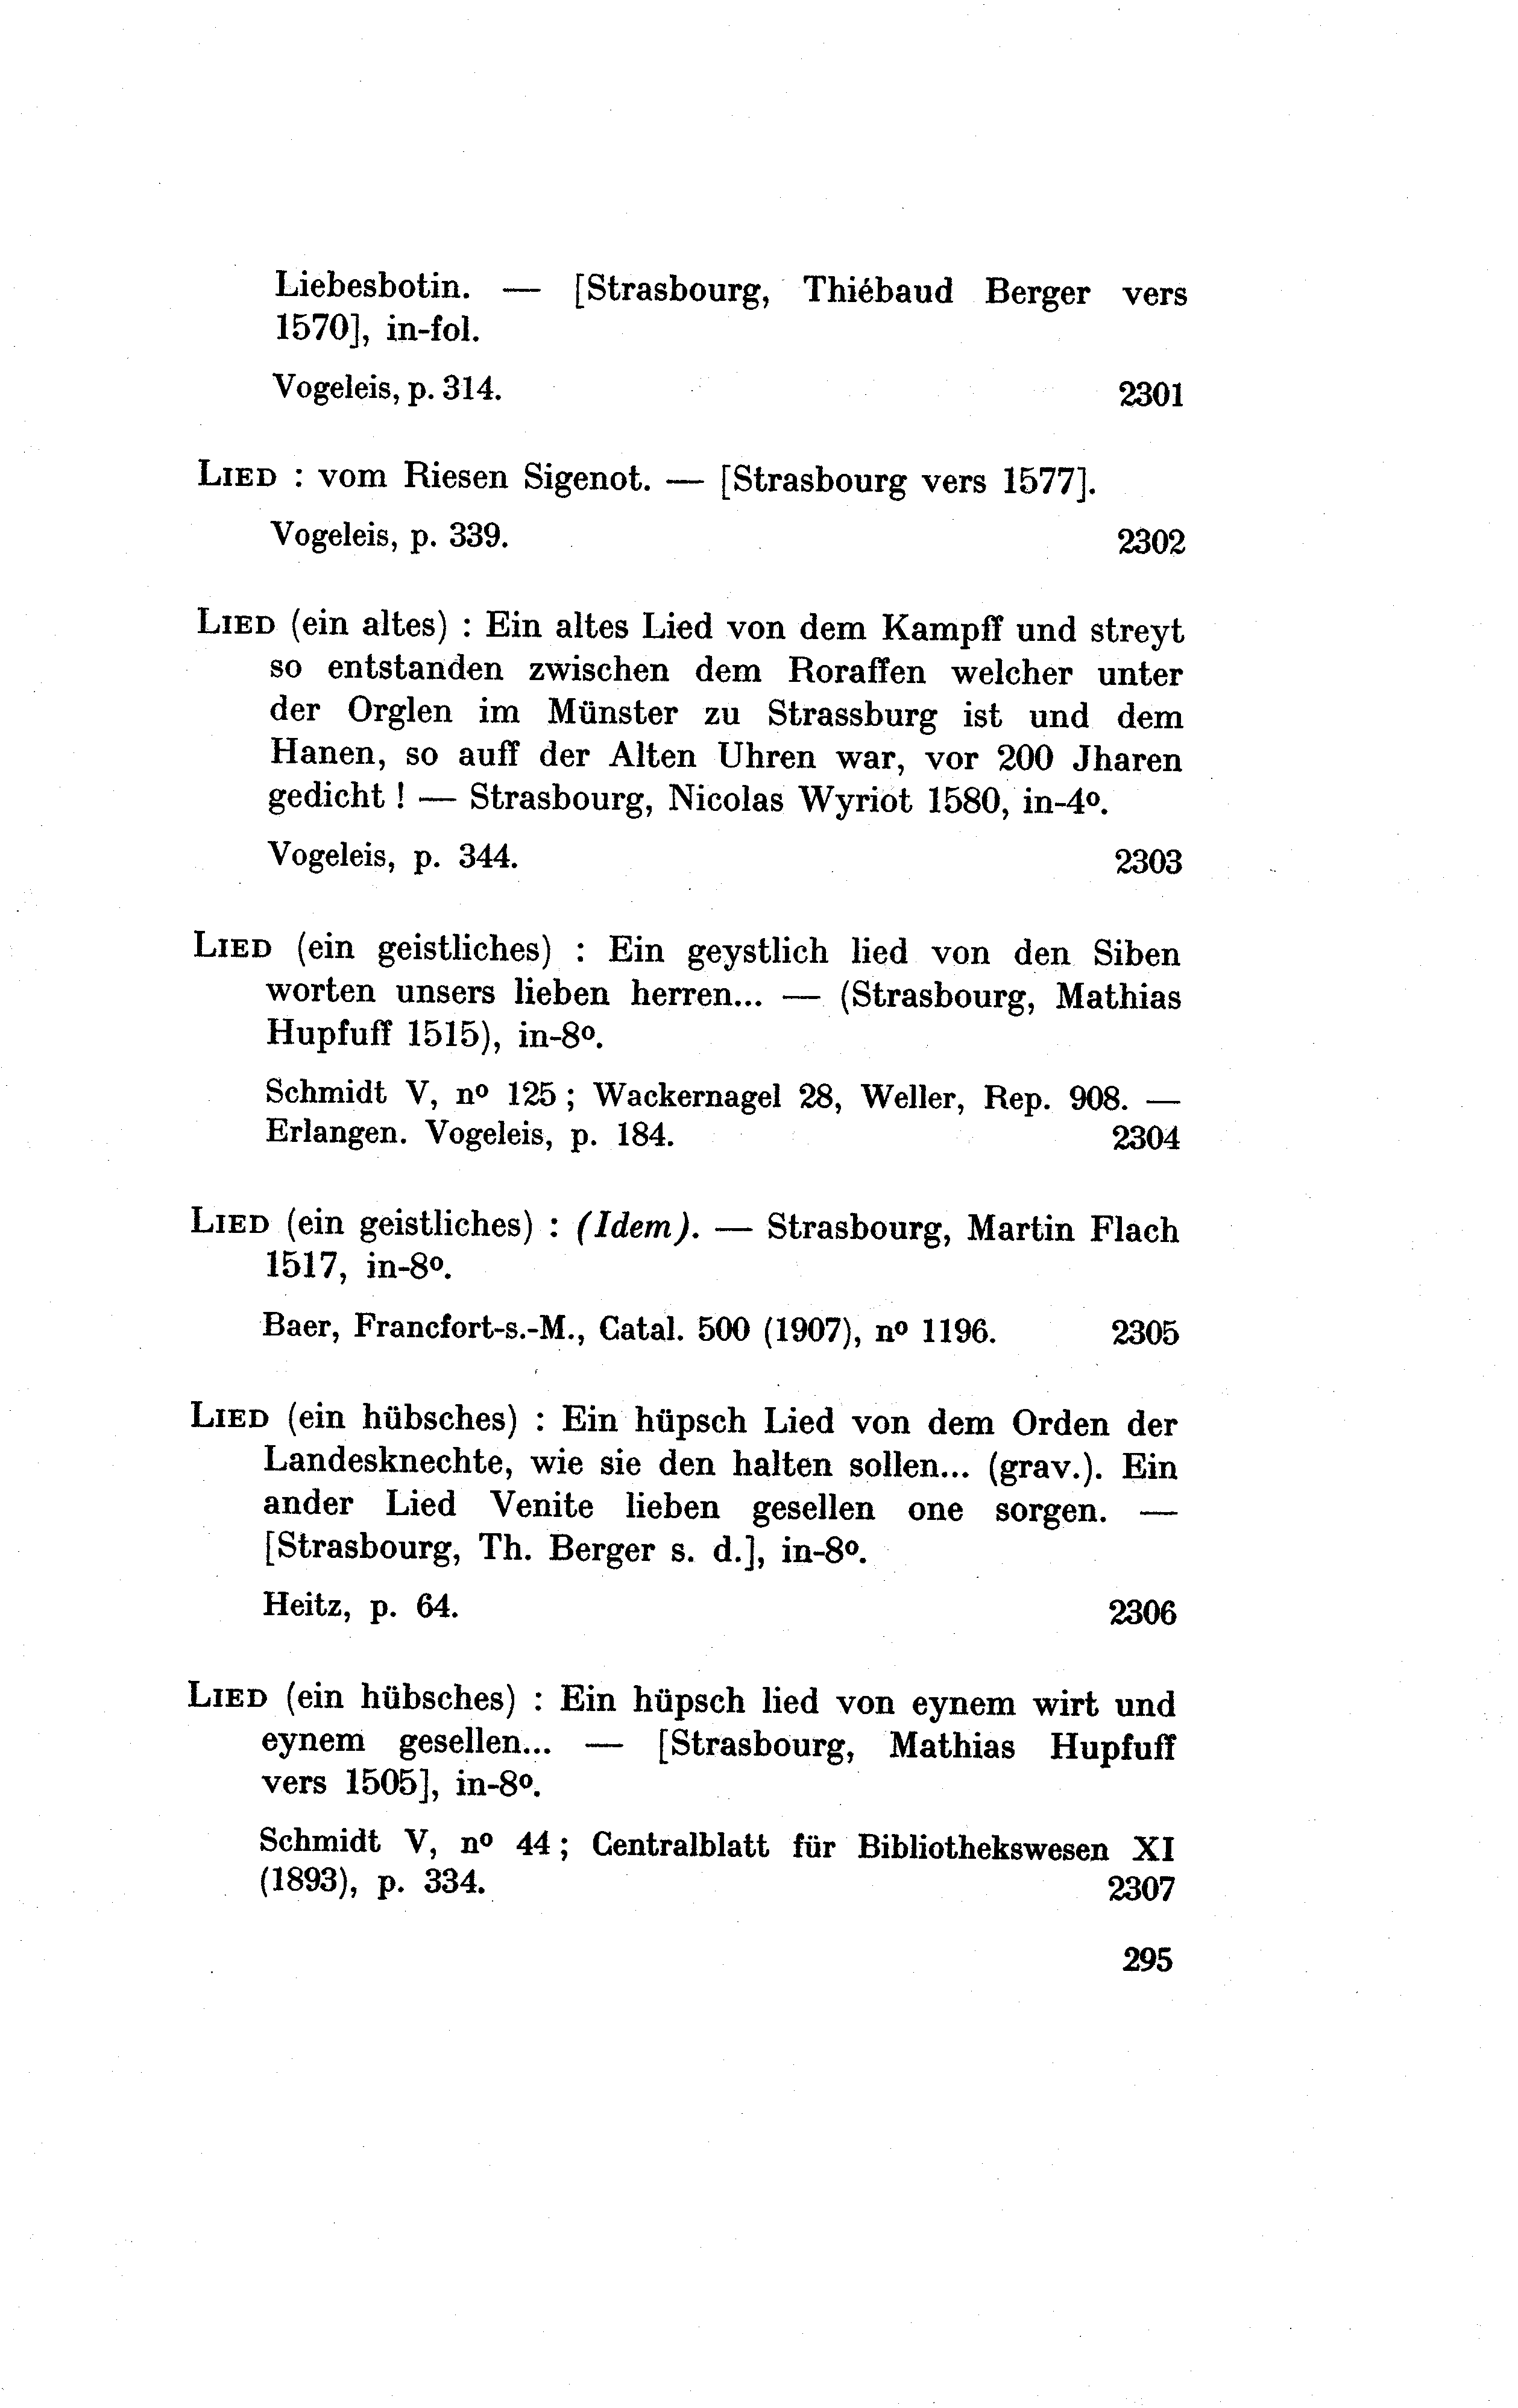 Liebesbotin. — [Strasbourg, Thiébaud Berger vers
1570], in-fol.
Vogeleis, p. 314. 2301
LIED : vom Riesen Sigenot. — [Strasbourg vers 1577].
Vogeleis, p. 339. 2302
LIED (ein altes) : Ein altes Lied von dem Kampff und streyt
so entstanden zwischen dem Roraffen welcher unter
der Orglen im Münster zu Strassburg ist und dem
Hanen, so auff der Alten Uhren war, vor 200 Jharen
gedicht ! — Strasbourg, Nicolas Wyriot 1580, in-4º.
Vogeleis, p. 344. 2303
LIED (ein geistliches) : Ein geystlich lied von den Siben
worten unsers lieben herren... — (Strasbourg, Mathias
Hupfuff 1515), in-8º.
Schmidt V, nº 125 ; Wackernagel 28, Weller, Rep. 908. —
Erlangen. Vogeleis, p. 184. 2304
LIED (ein geistliches) : (Idem). — Strasbourg, Martin Flach
1517, in-8º.
Baer, Francfort-s.-M., Catal. 500 (1907), nº 1196. 2305
LIED (ein hübsches) : Ein hüpsch Lied von dem Orden der
Landesknechte, wie sie den halten sollen... (grav.). Ein
ander Lied Venite lieben gesellen one sorgen. —
[Strasbourg, Th. Berger s. d.], in-8º.
Heitz, p. 64. 2306
LIED (ein hübsches) : Ein hüpsch lied von eynem wirt und
eynem gesellen... — [Strasbourg, Mathias Hupfuff
vers 1505], in-8º.
Schmidt V, nº 44 ; Centralblatt für Bibliothekswesen XI
(1893), p. 334. 2307
295